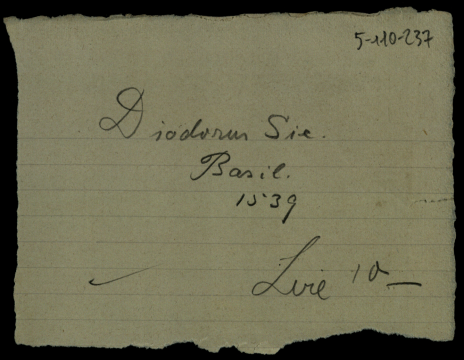 5-110-237
Diodorus Sic.
Basil.
1539
Lire 10—